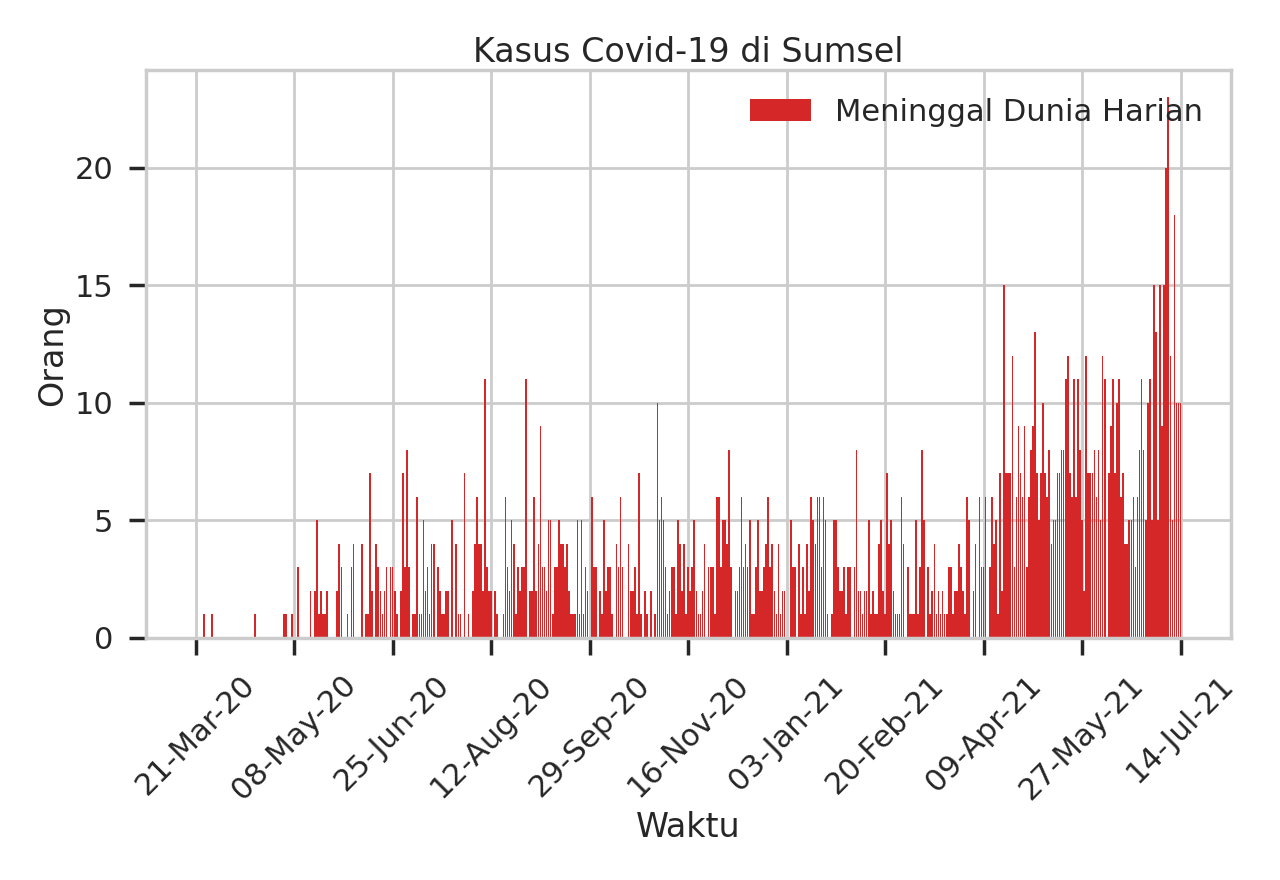 Kasus Covid-19 di Sumsel
Meninggal Dunia Harian
Orang
20
15
10
5
0
21-Mar-20
08-May-20
25-Jun-20
12-Aug-20
29-Sep-20
16-Nov-20
03-Jan-21
20-Feb-21
09-Apr-21
27-May-21
14-Jul-21
Waktu